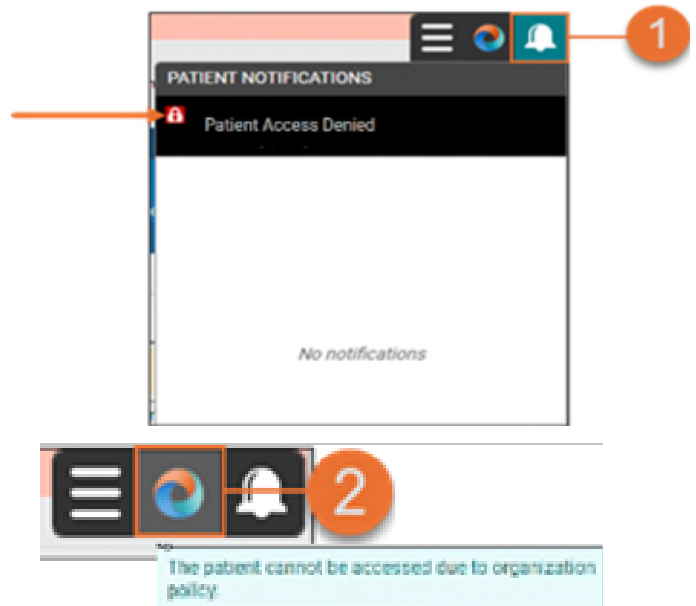 1
PATIENT NOTIFICATIONS
Patient Access Denied
No notifications
2
The patient cannot be accessed due to organization
policy.